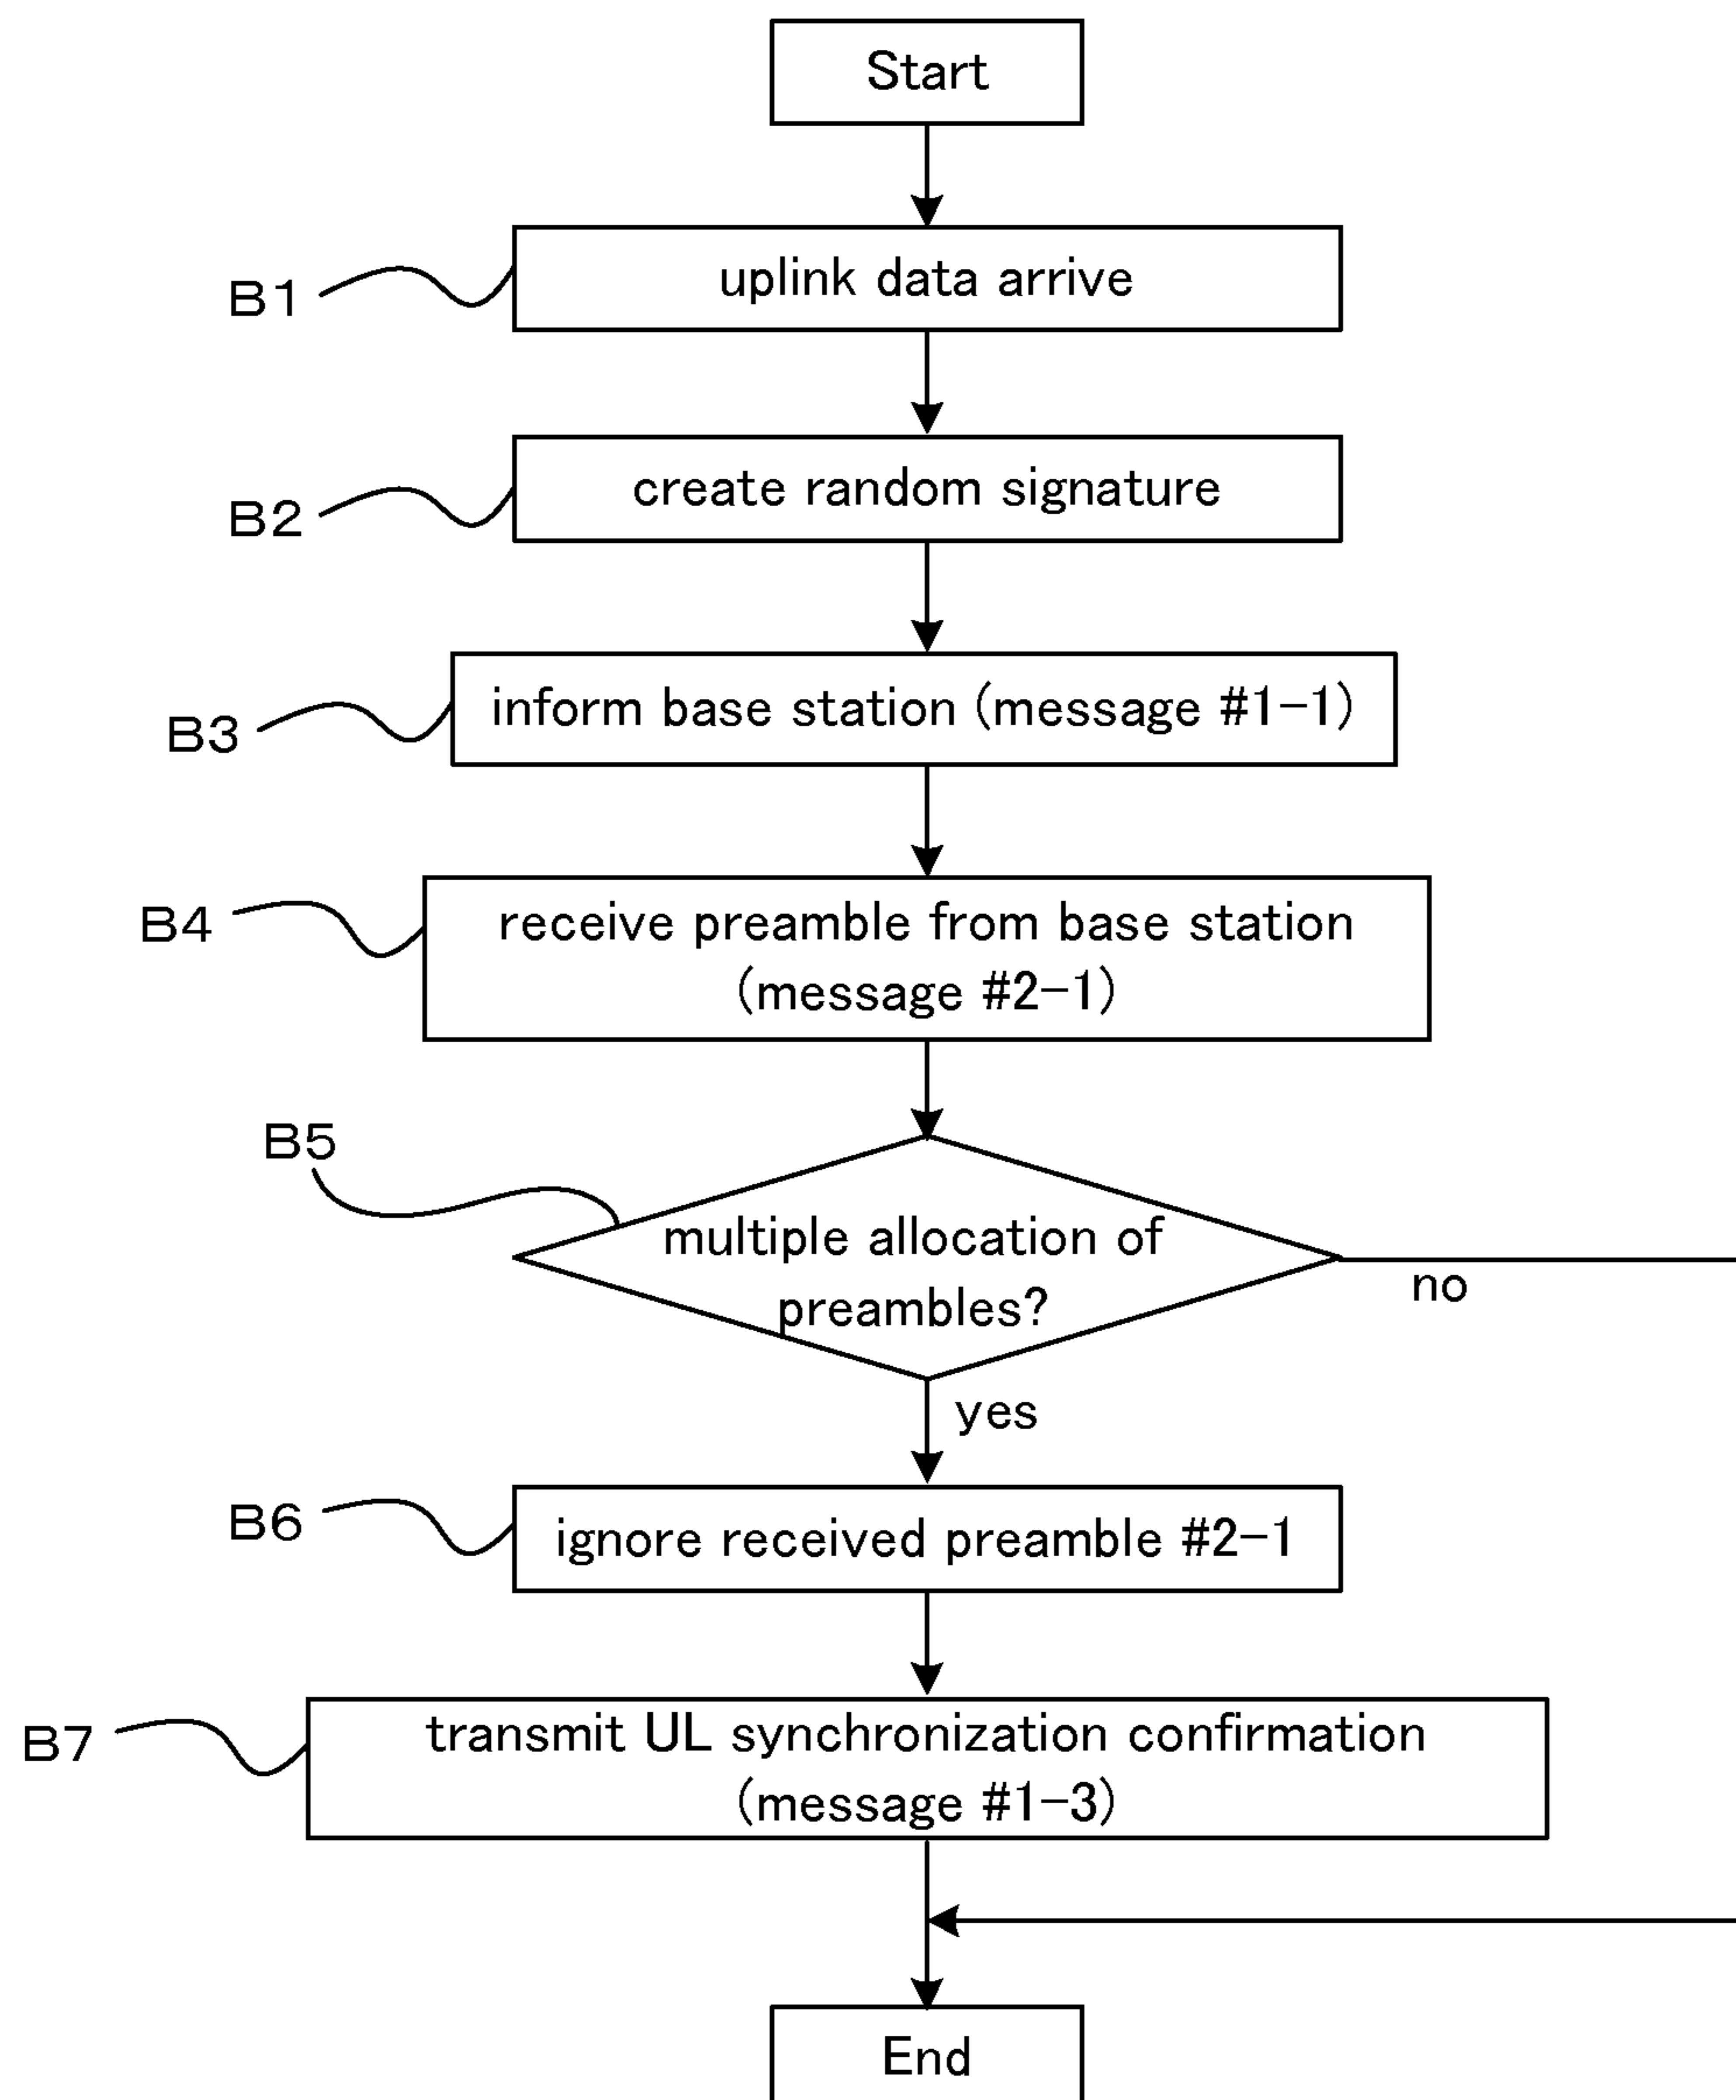 Start
B1
uplink data arrive
B2
create random signature
B3
inform base station (message #1-1)
B4
receive preamble from base station
(message #2-1)
B5
multiple allocation of
preambles?
no
yes
B6
ignore received preamble #2-1
B7
transmit UL synchronization confirmation
(message #1-3)
End